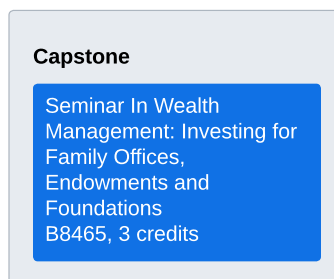 Capstone
Seminar In Wealth
Management: Investing for
Family Offices,
Endowments and
Foundations
B8465, 3 credits